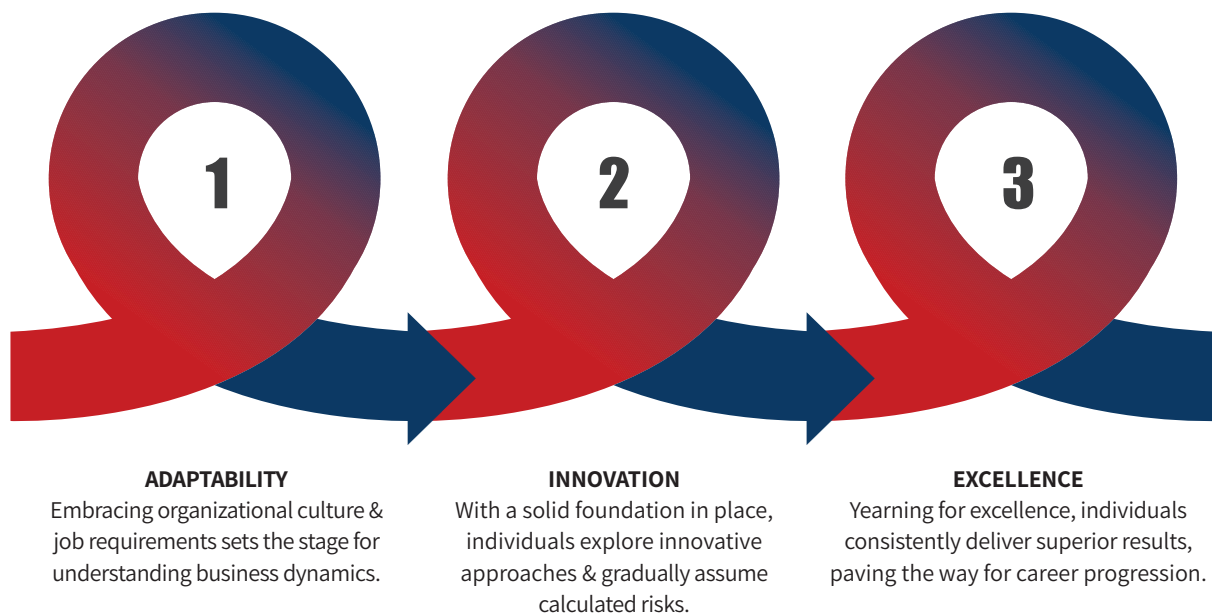 1
2
3
ADAPTABILITY
Embracing organizational culture &
job requirements sets the stage for
understanding business dynamics.
INNOVATION
With a solid foundation in place,
individuals explore innovative
approaches & gradually assume
calculated risks.
EXCELLENCE
Yearning for excellence, individuals
consistently deliver superior results,
paving the way for career progression.